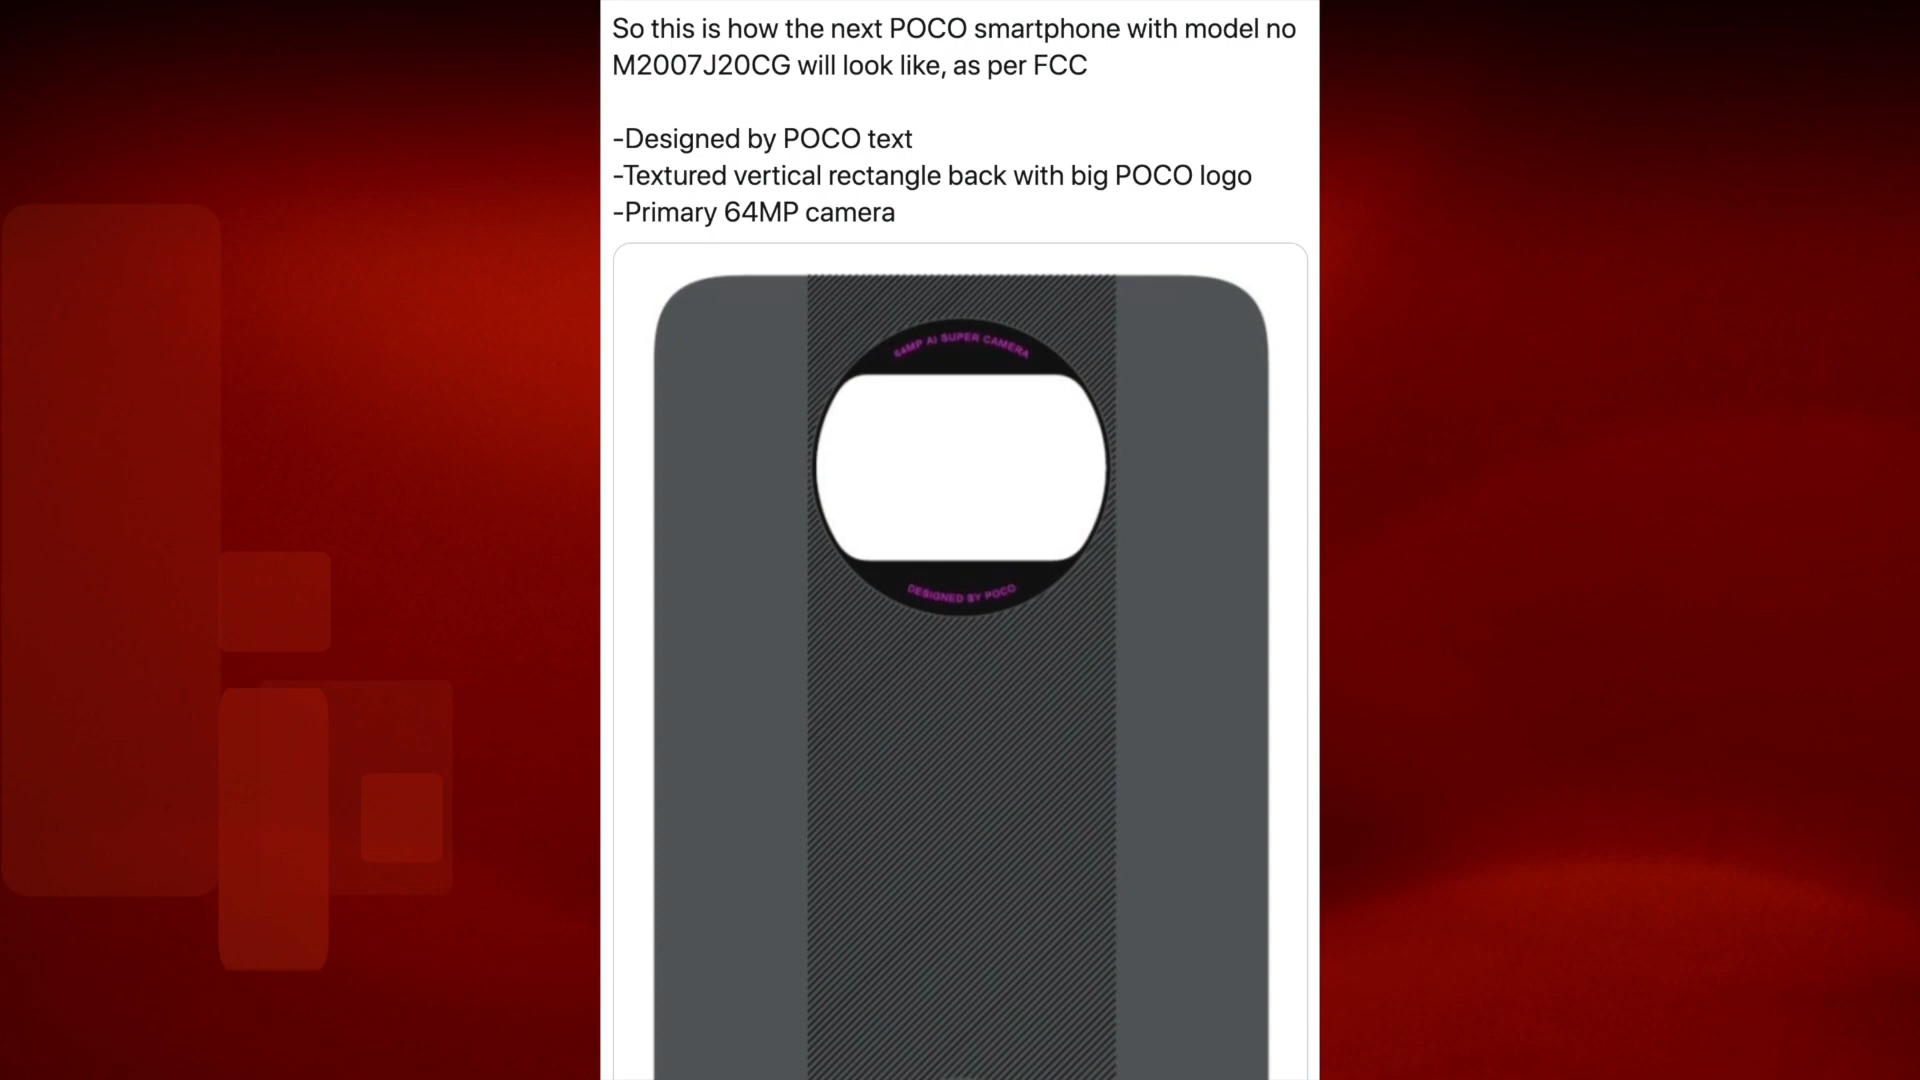 So this is how the next POCO smartphone with model no
M2007J20CG will look like, as per FCC
-Designed by POCO text
-Textured vertical rectangle back with big POCO logo
-Primary 64MP camera
64MP AI SUPER CAMERA
DESIGNED BY POCO